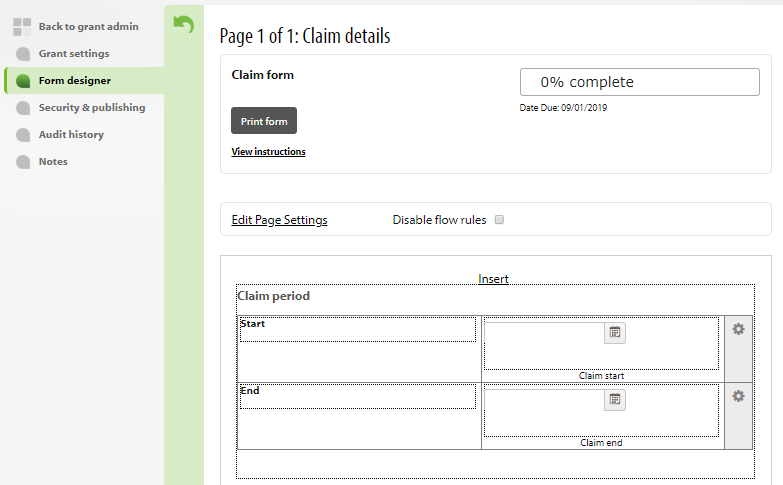 Back to grant admin
Grant settings
Form designer
Security & publishing
Audit history
Notes
Page 1 of 1: Claim details
Claim form
0% complete
Date Due: 09/01/2019
Print form
View instructions
Edit Page Settings
Disable flow rules
Insert
Claim period
Start
Claim start
End
Claim end